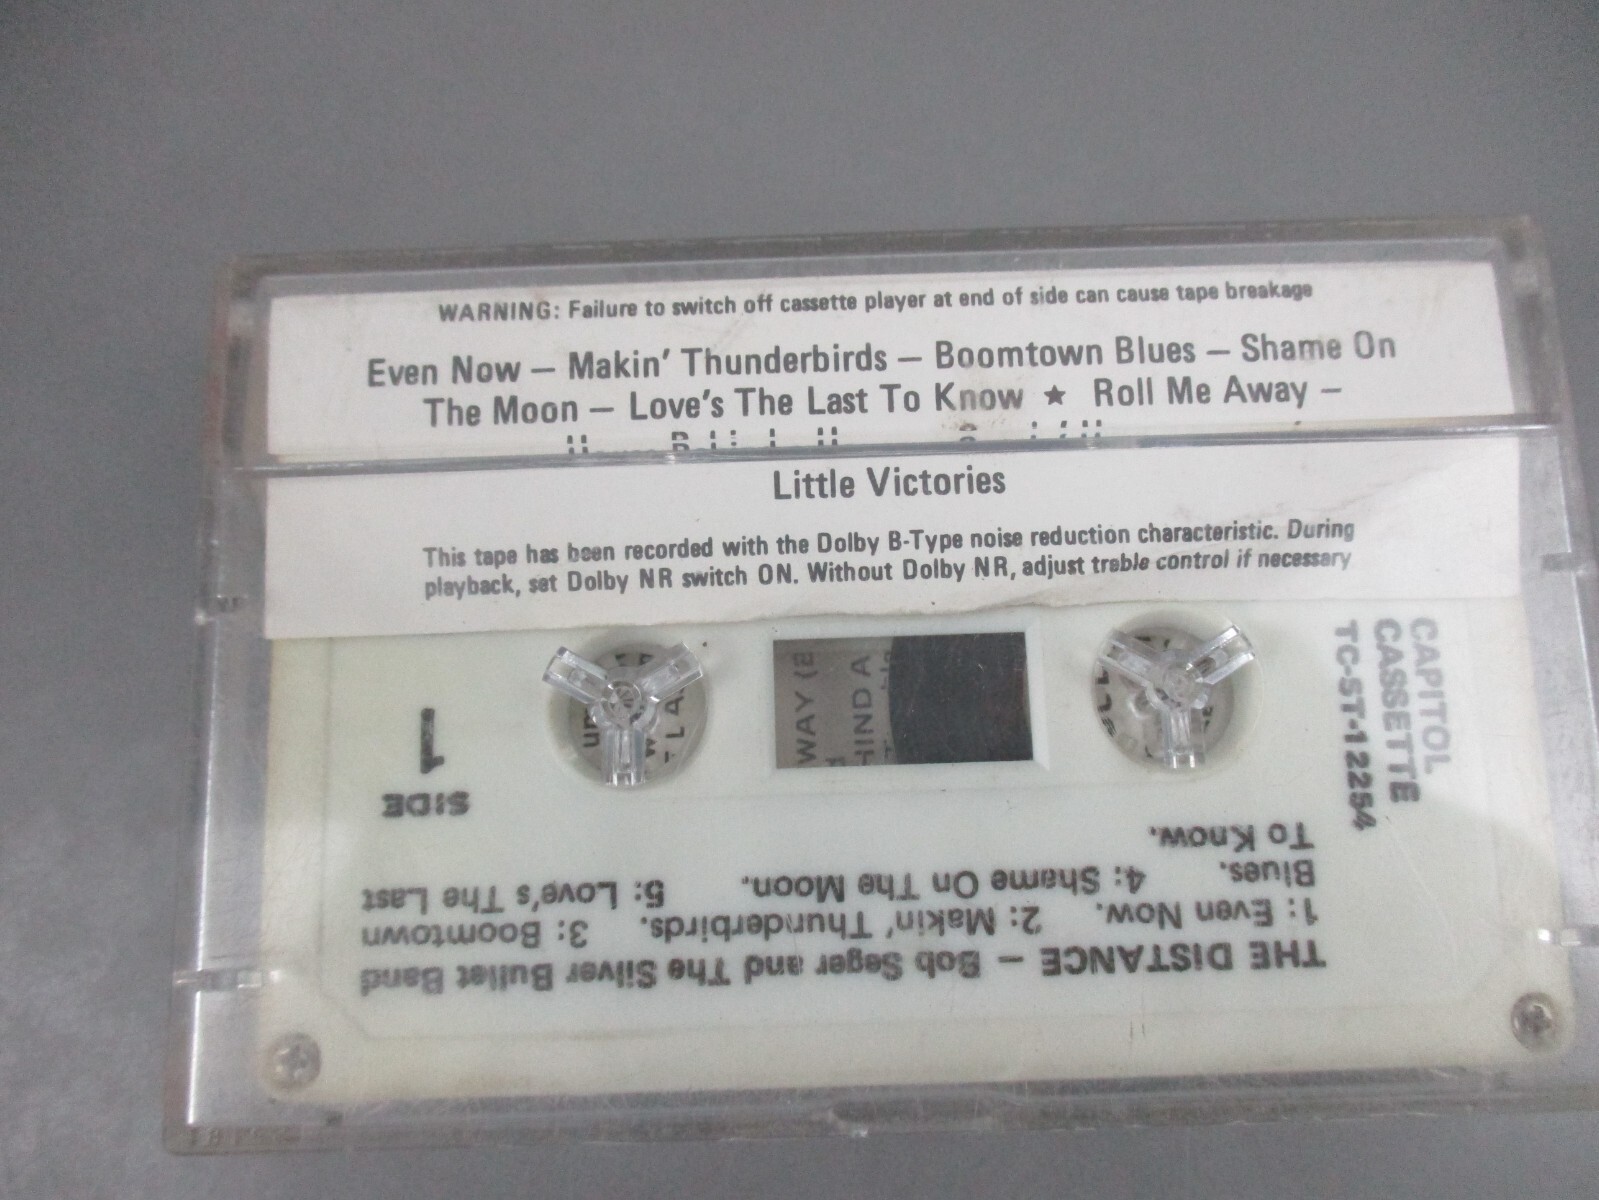 WARNING: Failure to switch off cassette player at end of side can cause tape breakage
Even Now – Makin' Thunderbirds – Boomtown Blues – Shame On
The Moon – Love's The Last To Know ★ Roll Me Away –
Little Victories
This tape has been recorded with the Dolby B-Type noise reduction characteristic. During
playback, set Dolby NR switch ON. Without Dolby NR, adjust treble control if necessary
WAY
HIND A
CAPITOL
CASSETTE
TC-ST-12254
SIDE
1
THE DISTANCE – Bob Seger and The Silver Bullet Band
1: Even Now. 2: Makin' Thunderbirds. 3: Boomtown
Blues. 4: Shame On The Moon. 5: Love's The Last
To Know.